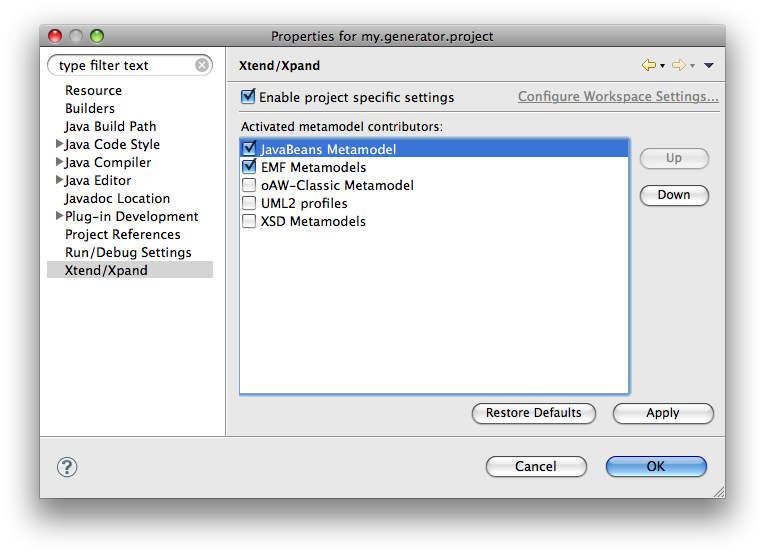 Properties for my.generator.project
type filter text
Xtend/Xpand
Resource
Builders
Java Build Path
Java Code Style
Java Compiler
Java Editor
Javadoc Location
Plug-in Development
Project References
Run/Debug Settings
Xtend/Xpand
Enable project specific settings
Configure Workspace Settings...
Activated metamodel contributors:
JavaBeans Metamodel
EMF Metamodels
oAW-Classic Metamodel
UML2 profiles
XSD Metamodels
Up
Down
Restore Defaults
Apply
?
Cancel
OK